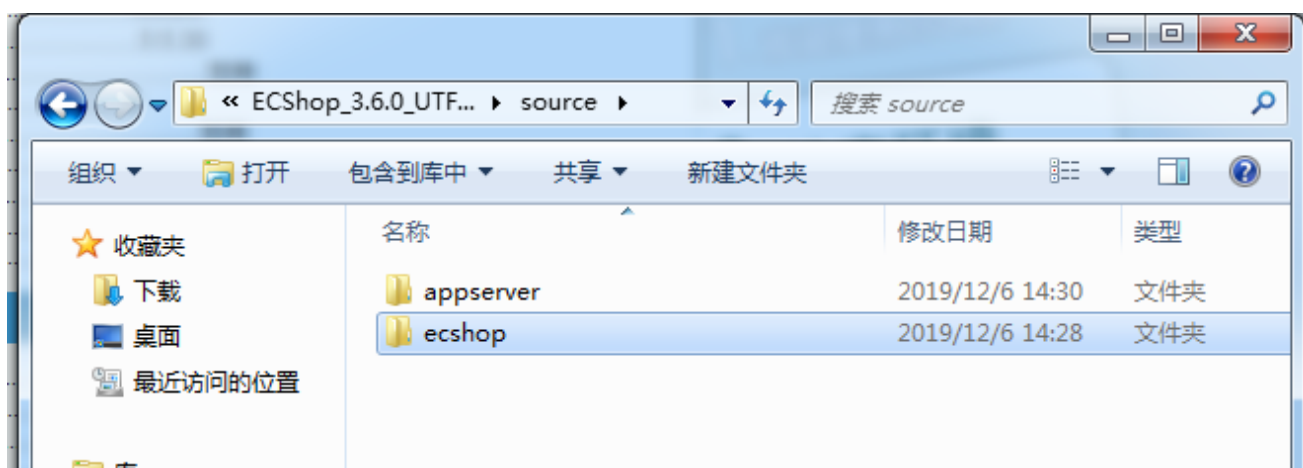 « ECShop_3.6.0_UTF... source 搜索 source
组织 打开 包含到库中 共享 新建文件夹
收藏夹
下载
桌面
最近访问的位置
名称 修改日期 类型
appserver 2019/12/6 14:30 文件夹
ecshop 2019/12/6 14:28 文件夹